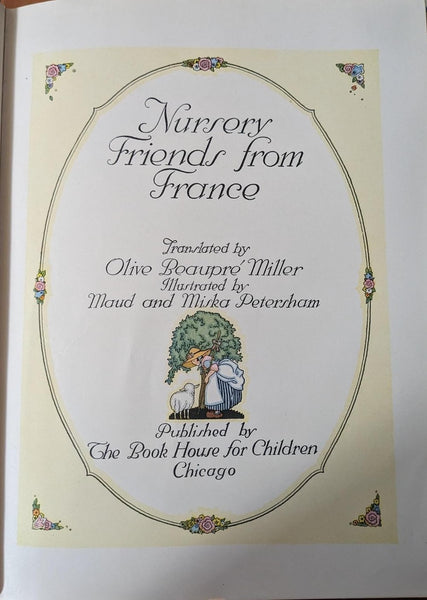 Nursery
Friends from
France
Translated by
Olive Beaupré Miller
Illustrated by
Maud and Miska Petersham
Published by
The Book House for Children
Chicago